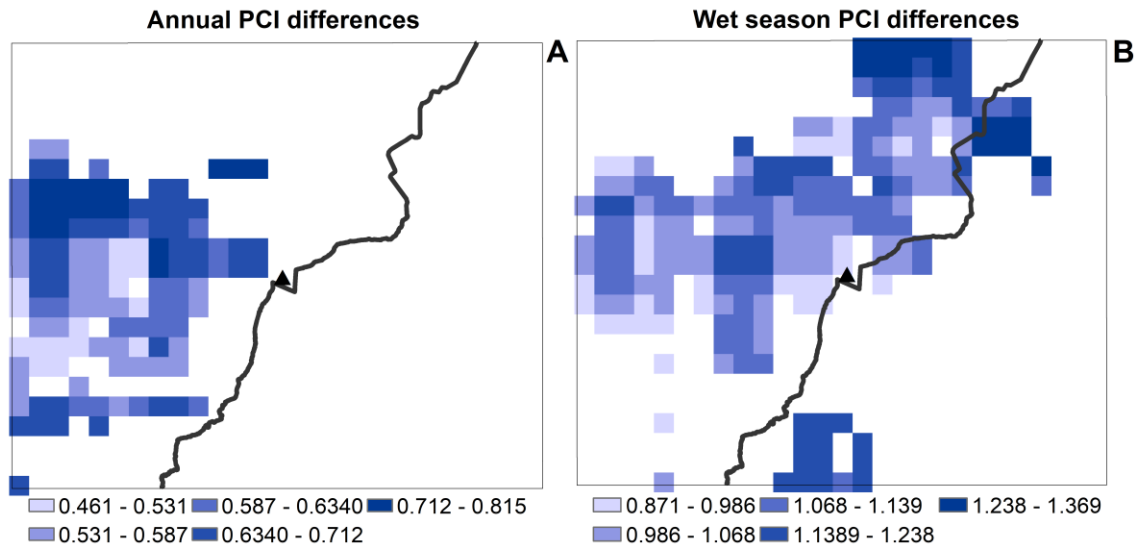 Annual PCI differences
A
0.461 - 0.531 0.587 - 0.6340 0.712 - 0.815
0.531 - 0.587 0.6340 - 0.712
Wet season PCI differences
B
0.871 - 0.986 1.068 - 1.139 1.238 - 1.369
0.986 - 1.068 1.1389 - 1.238